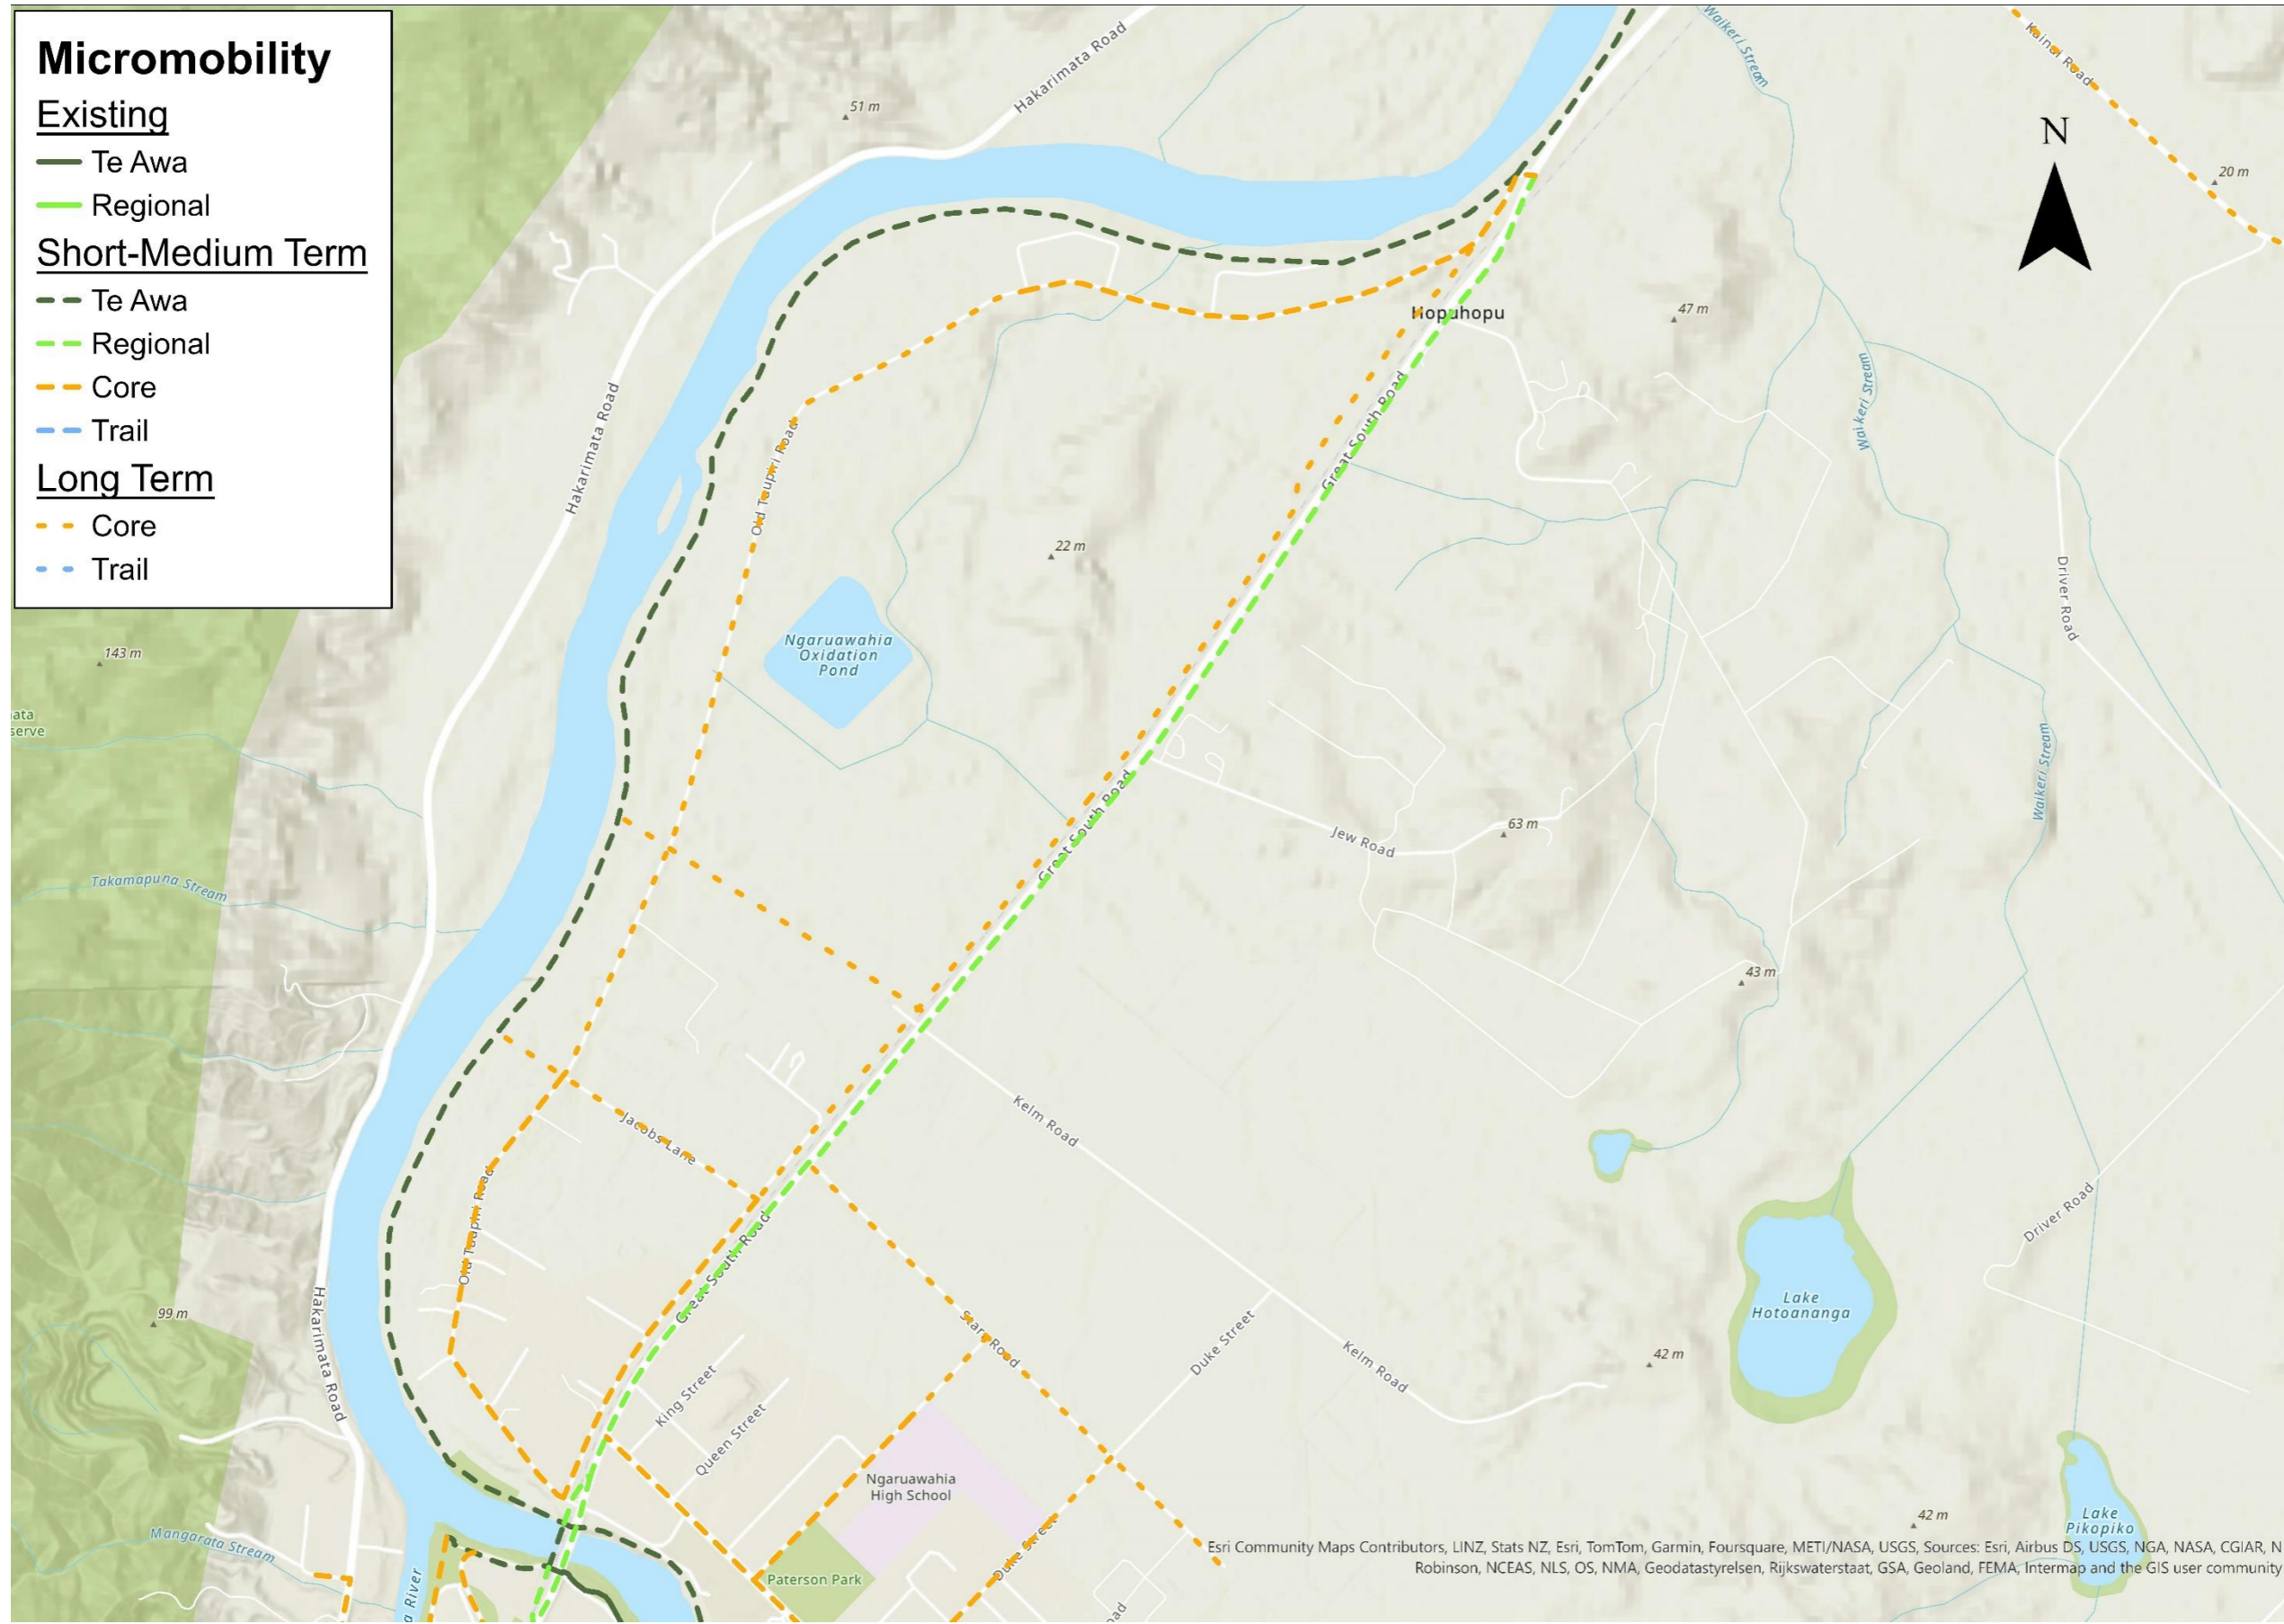 Micromobility
Existing
Te Awa
Regional
Short-Medium Term
Te Awa
Regional
Core
Trail
Long Term
Core
Trail
Hakarimata Road
51 m
Waikeri Stream
Kainui Road
N
20 m
Hopuhopu
47 m
Hakarimata Road
Old Taupiri Road
Great South Road
Waikeri Stream
22 m
Driver Road
Ngaruawahia
Oxidation
Pond
143 m
ata
serve
Waikeri Stream
Great South Road
Jew Road
63 m
Takamapuna Stream
43 m
Kelm Road
Jacobs Lane
Old Taupiri Road
Great South Road
Driver Road
Lake
Hotoananga
99 m
Hakarimata Road
Starr Road
Duke Street
Kelm Road
42 m
King Street
Queen Street
Ngaruawahia
High School
Duke Street
42 m
Lake
Pikopiko
Mangarata Stream
Paterson Park
a River
oad
Esri Community Maps Contributors, LINZ, Stats NZ, Esri, TomTom, Garmin, Foursquare, METI/NASA, USGS, Sources: Esri, Airbus DS, USGS, NGA, NASA, CGIAR, N
Robinson, NCEAS, NLS, OS, NMA, Geodatastyrelsen, Rijkswaterstaat, GSA, Geoland, FEMA, Intermap and the GIS user community